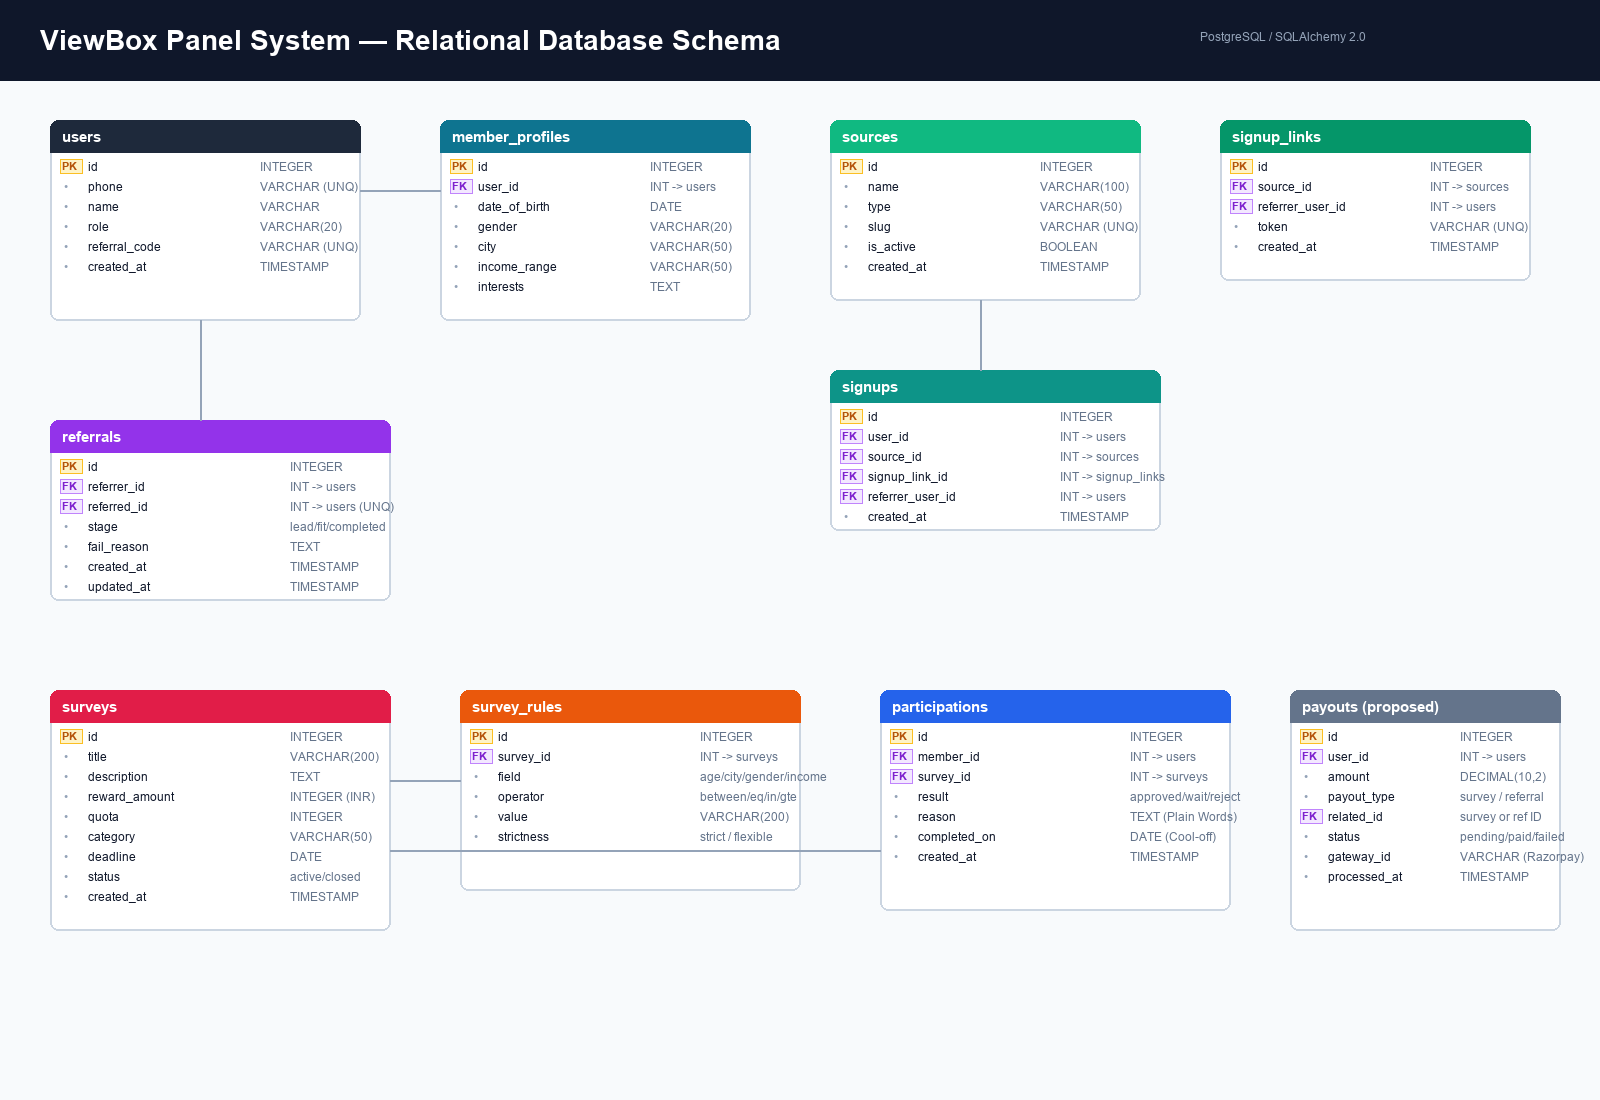 ViewBox Panel System — Relational Database Schema
PostgreSQL / SQLAlchemy 2.0
users
PK id INTEGER
• phone VARCHAR (UNQ)
• name VARCHAR
• role VARCHAR(20)
• referral_code VARCHAR (UNQ)
• created_at TIMESTAMP
member_profiles
PK id INTEGER
FK user_id INT -> users
• date_of_birth DATE
• gender VARCHAR(20)
• city VARCHAR(50)
• income_range VARCHAR(50)
• interests TEXT
sources
PK id INTEGER
• name VARCHAR(100)
• type VARCHAR(50)
• slug VARCHAR (UNQ)
• is_active BOOLEAN
• created_at TIMESTAMP
signup_links
PK id INTEGER
FK source_id INT -> sources
FK referrer_user_id INT -> users
• token VARCHAR (UNQ)
• created_at TIMESTAMP
referrals
PK id INTEGER
FK referrer_id INT -> users
FK referred_id INT -> users (UNQ)
• stage lead/fit/completed
• fail_reason TEXT
• created_at TIMESTAMP
• updated_at TIMESTAMP
signups
PK id INTEGER
FK user_id INT -> users
FK source_id INT -> sources
FK signup_link_id INT -> signup_links
FK referrer_user_id INT -> users
• created_at TIMESTAMP
surveys
PK id INTEGER
• title VARCHAR(200)
• description TEXT
• reward_amount INTEGER (INR)
• quota INTEGER
• category VARCHAR(50)
• deadline DATE
• status active/closed
• created_at TIMESTAMP
survey_rules
PK id INTEGER
FK survey_id INT -> surveys
• field age/city/gender/income
• operator between/eq/in/gte
• value VARCHAR(200)
• strictness strict / flexible
participations
PK id INTEGER
FK member_id INT -> users
FK survey_id INT -> surveys
• result approved/wait/reject
• reason TEXT (Plain Words)
• completed_on DATE (Cool-off)
• created_at TIMESTAMP
payouts (proposed)
PK id INTEGER
FK user_id INT -> users
• amount DECIMAL(10,2)
• payout_type survey / referral
FK related_id survey or ref ID
• status pending/paid/failed
• gateway_id VARCHAR (Razorpay)
• processed_at TIMESTAMP